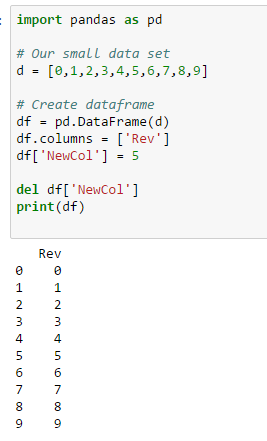 import pandas as pd
# Our small data set
d = [0,1,2,3,4,5,6,7,8,9]
# Create dataframe
df = pd.DataFrame(d)
df.columns = ['Rev']
df['NewCol'] = 5
del df['NewCol']
print(df)
Rev
0 0
1 1
2 2
3 3
4 4
5 5
6 6
7 7
8 8
9 9